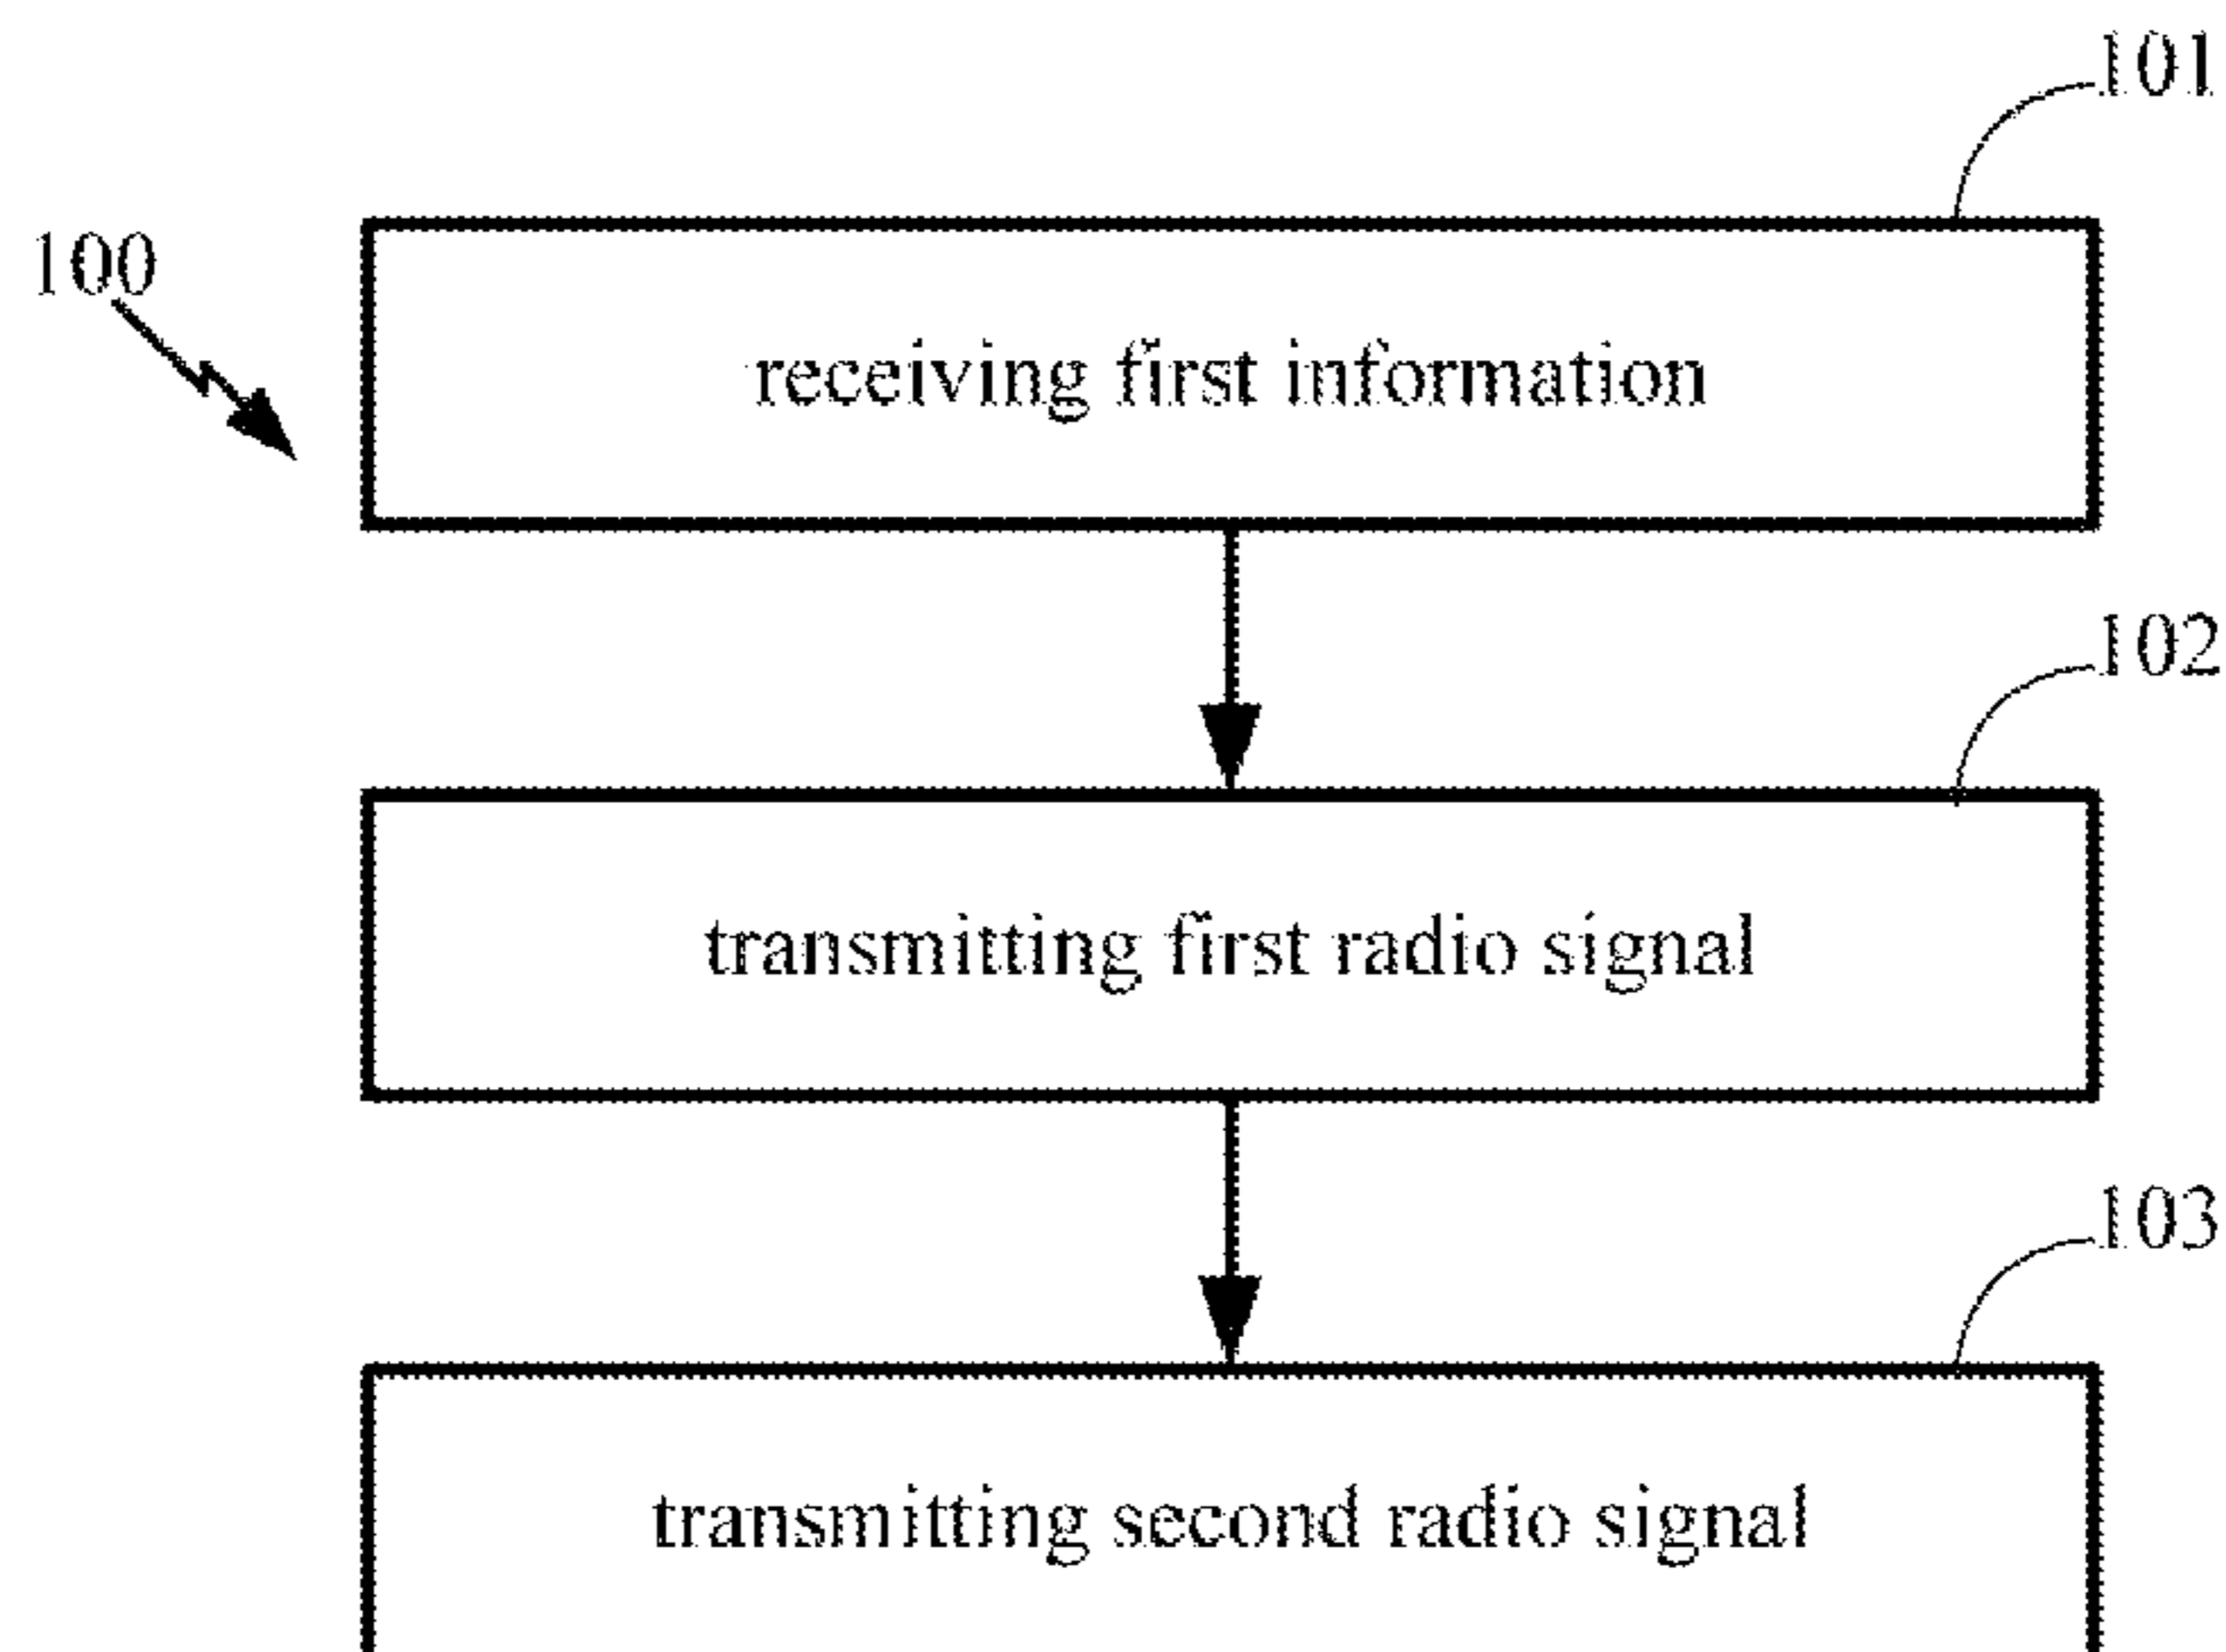 101
100
receiving first information
102
transmitting first radio signal
103
transmitting second radio signal